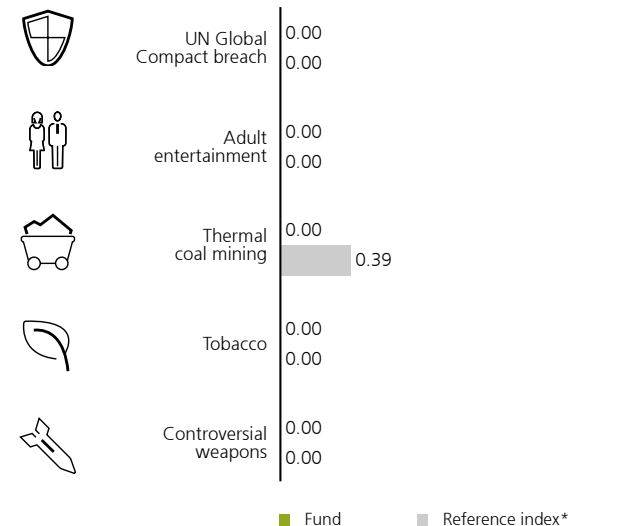 UN Global
Compact breach
0.00
0.00
Adult
entertainment
0.00
0.00
Thermal
coal mining
0.00
0.39
Tobacco
0.00
0.00
Controversial
weapons
0.00
0.00
Fund
Reference index*